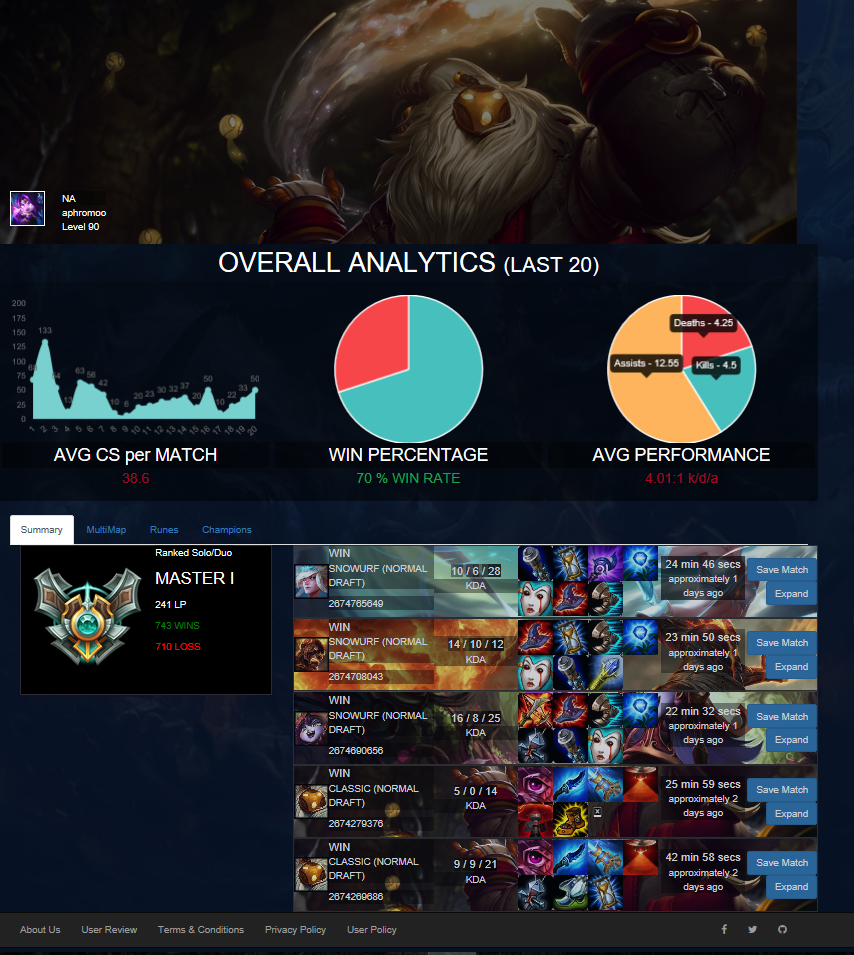 NA
aphromoo
Level 90
OVERALL ANALYTICS (LAST 20)
200
175
150
125
100
75
50
25
0
133
13
63
56
42
10
6
20
23
30
32
37
20
50
10
22
33
50
1 2 3 4 5 6 7 8 9 10 11 12 13 14 15 16 17 18 19 20
Deaths - 4.25
Assists - 12.55
Kills - 4.5
AVG CS per MATCH
WIN PERCENTAGE
AVG PERFORMANCE
38.6
70 % WIN RATE
4.01:1 k/d/a
Summary
MultiMap
Runes
Champions
Ranked Solo/Duo
MASTER I
241 LP
743 WINS
710 LOSS
WIN
SNOWURF (NORMAL
DRAFT)
2674765649
10 / 6 / 28
KDA
24 min 46 secs
approximately 1
days ago
Save Match
Expand
WIN
SNOWURF (NORMAL
DRAFT)
2674708043
14 / 10 / 12
KDA
23 min 50 secs
approximately 1
days ago
Save Match
Expand
WIN
SNOWURF (NORMAL
DRAFT)
2674690656
16 / 8 / 25
KDA
22 min 32 secs
approximately 1
days ago
Save Match
Expand
WIN
CLASSIC (NORMAL
DRAFT)
2674279376
5 / 0 / 14
KDA
25 min 59 secs
approximately 2
days ago
Save Match
Expand
WIN
CLASSIC (NORMAL
DRAFT)
2674269686
9 / 9 / 21
KDA
42 min 58 secs
approximately 2
days ago
Save Match
Expand
About Us
User Review
Terms & Conditions
Privacy Policy
User Policy